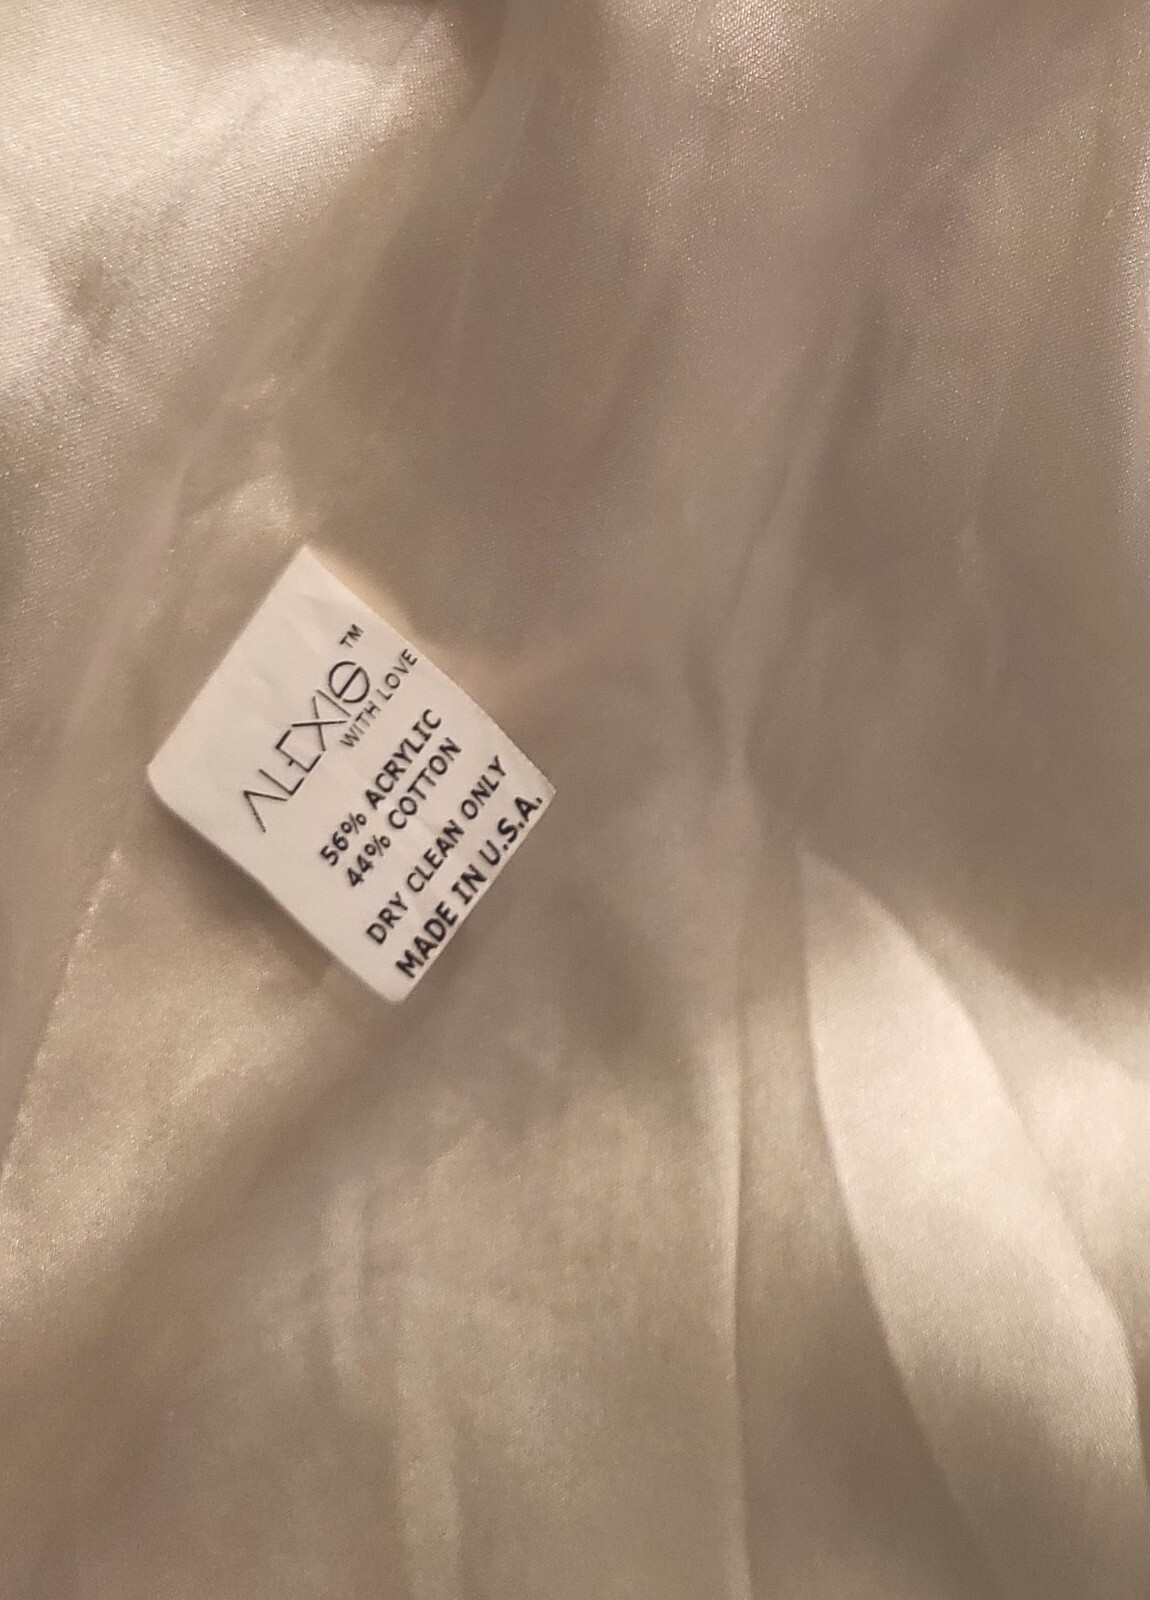 ALEXIS™
WITH LOVE
56% ACRYLIC
44% COTTON
DRY CLEAN ONLY
MADE IN U.S.A.